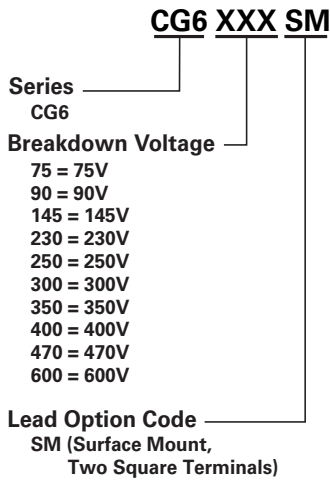 CG6 XXX SM
Series
CG6
Breakdown Voltage
75 = 75V
90 = 90V
145 = 145V
230 = 230V
250 = 250V
300 = 300V
350 = 350V
400 = 400V
470 = 470V
600 = 600V
Lead Option Code
SM (Surface Mount,
Two Square Terminals)